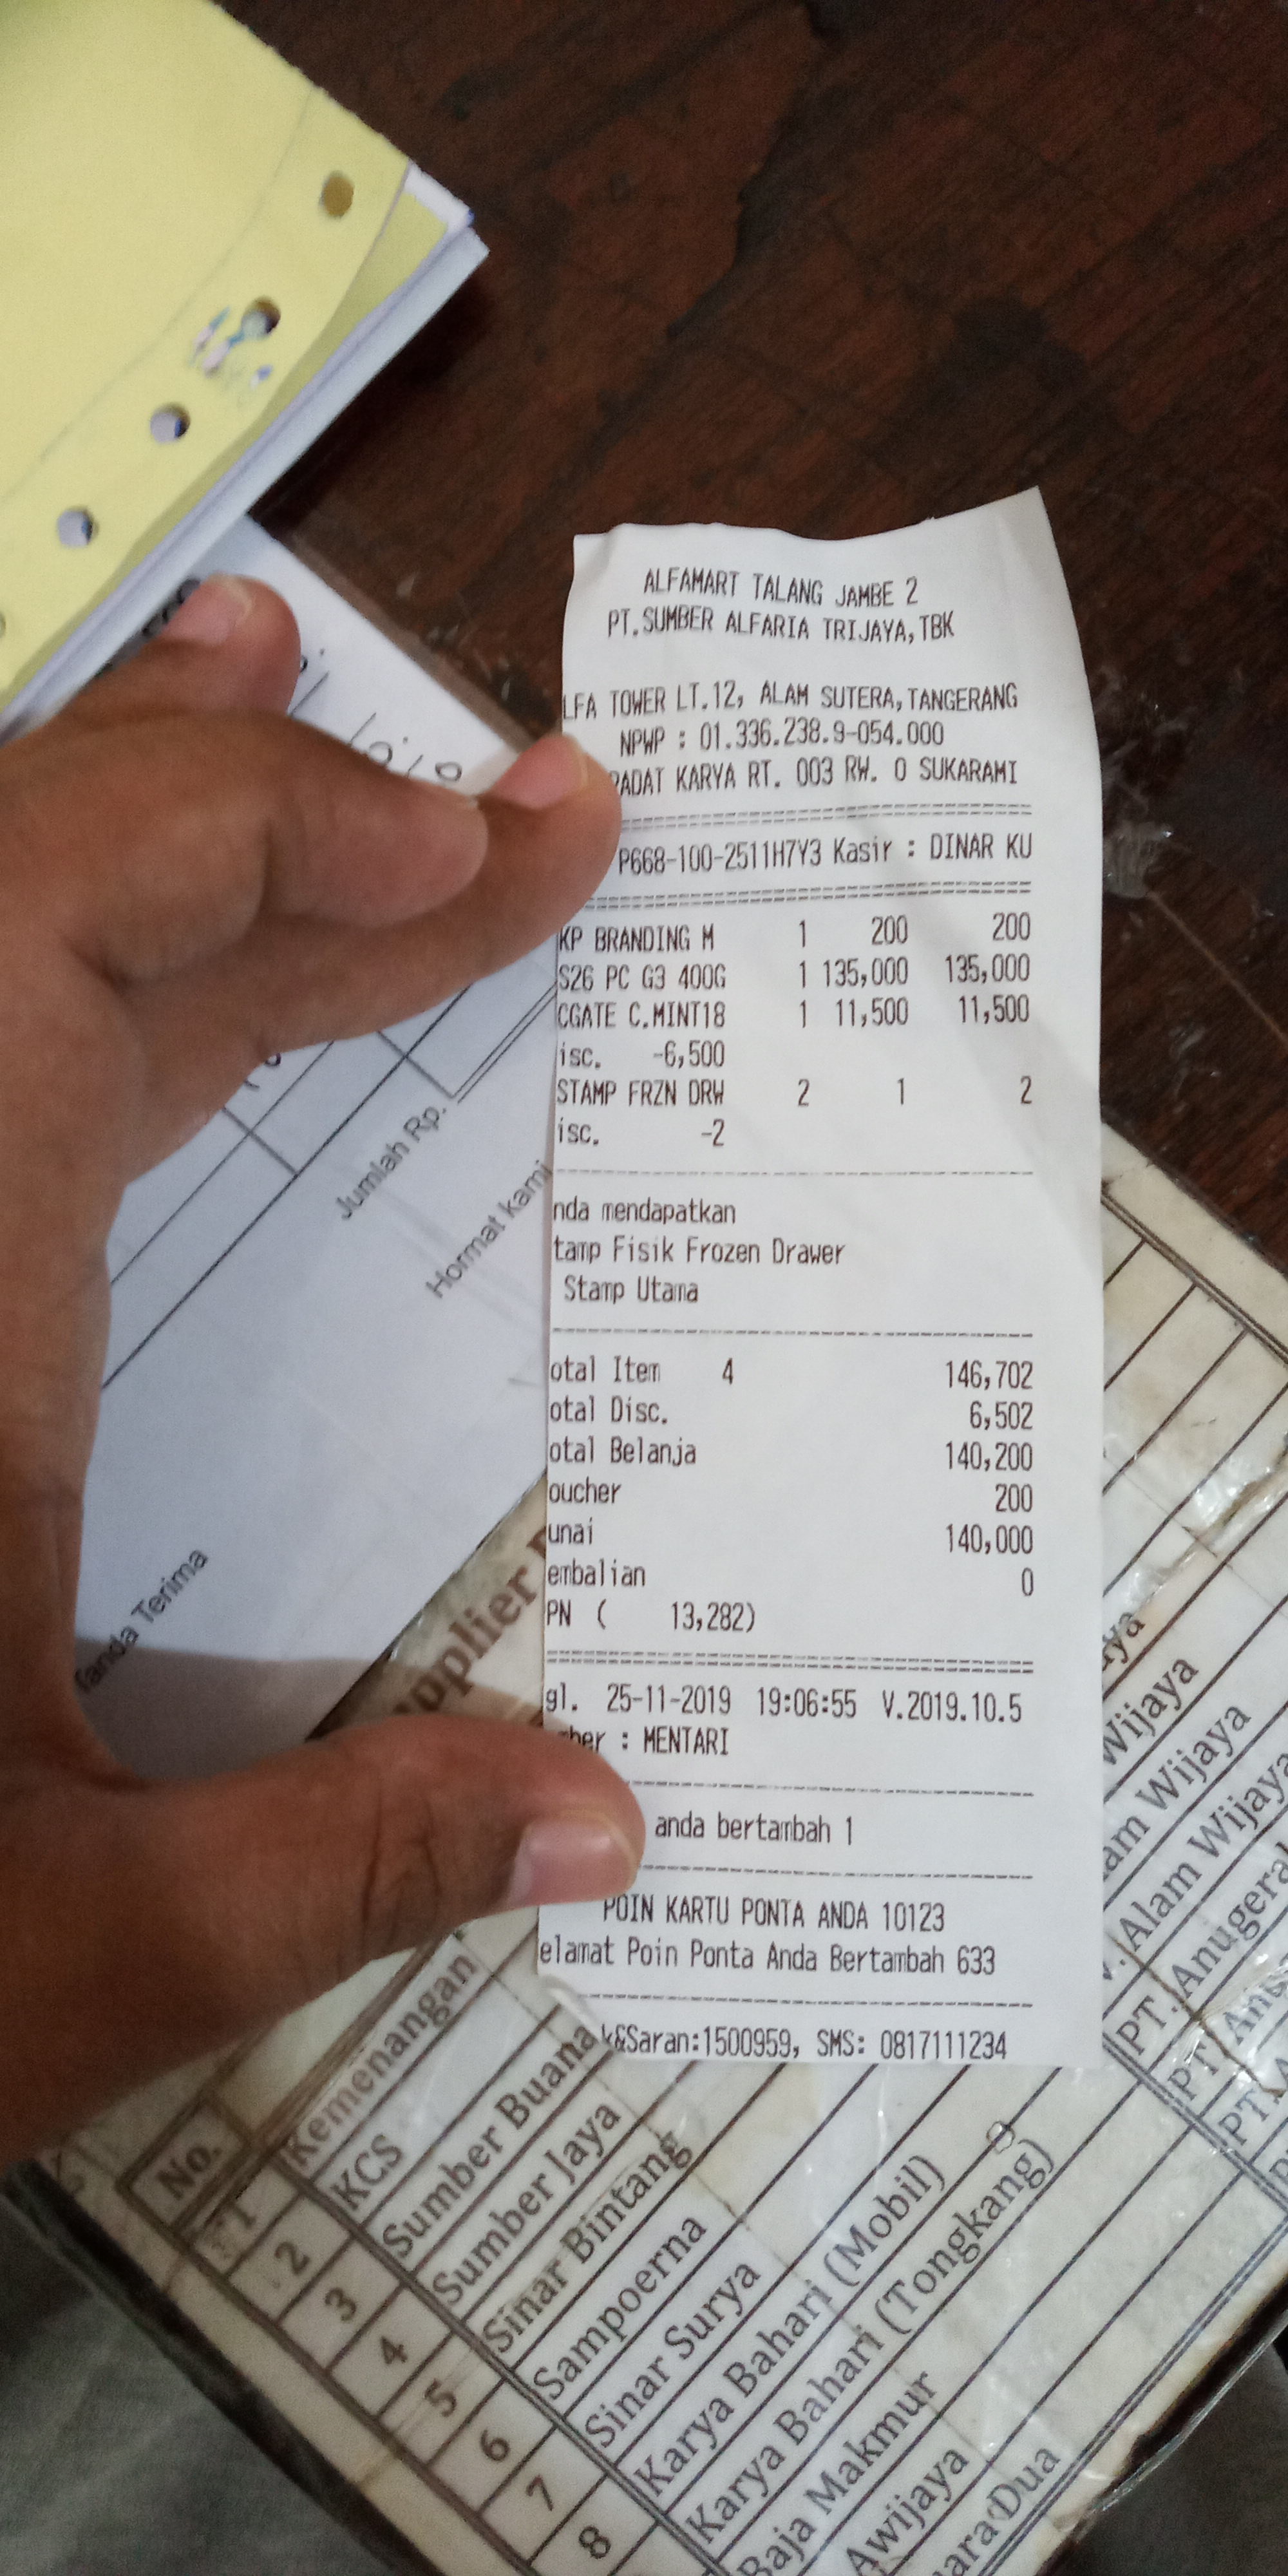 ALFAMART TALANG JAMBE 2
PT.SUMBER ALFARIA TRIJAYA,TBK
LFA TOWER LT.12, ALAM SUTERA,TANGERANG
NPWP : 01.336.238.9-054.000
PADAT KARYA RT. 003 RW. 0 SUKARAMI
P668-100-2511H7Y3 Kasir : DINAR KU
KP BRANDING M 1 200 200
S26 PC G3 400G 1 135,000 135,000
CGATE C.MINT18 1 11,500 11,500
isc. -6,500
STAMP FRZN DRW 2 1 2
isc. -2
nda mendapatkan
tamp Fisik Frozen Drawer
Stamp Utama
otal Item 4 146,702
otal Disc. 6,502
otal Belanja 140,200
oucher 200
unai 140,000
embalian 0
PN ( 13,282)
gl. 25-11-2019 19:06:55 V.2019.10.5
ber : MENTARI
anda bertambah 1
POIN KARTU PONTA ANDA 10123
elamat Poin Ponta Anda Bertambah 633
k&Saran:1500959, SMS: 0817111234
Jumlah Rp.
Hormat kami
Tanda Terima
upplier
No.
1 Kemenangan
2 KCS
3 Sumber Buana
4 Sumber Jaya
5 Sinar Bintang
6 Sampoerna
7 Sinar Surya
8 Karya Bahari (Mobil)
Karya Bahari (Tongkang)
Baja Makmur
Awijaya
ara Dua
aya
Wijaya
am Wijaya
. Alam Wijaya
PT. Anugera
PT
PT